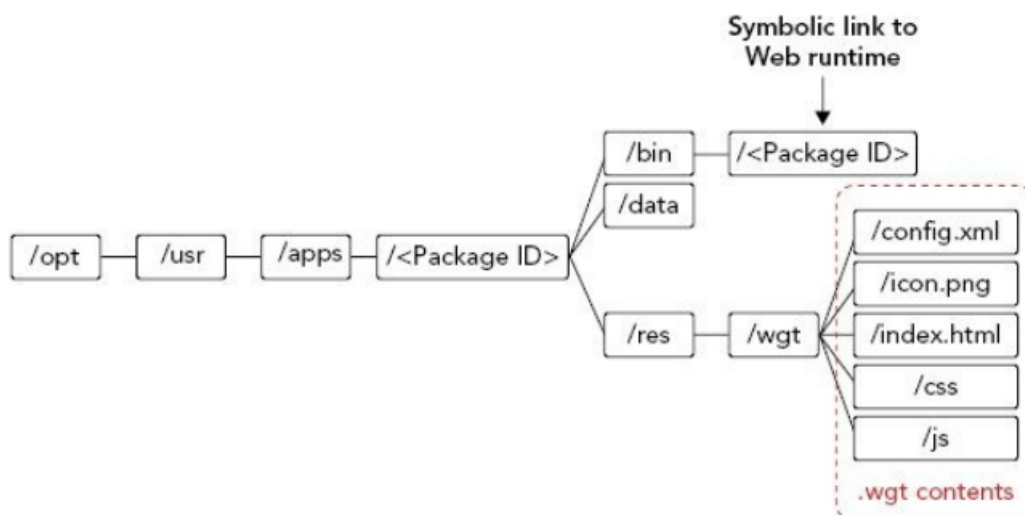 Symbolic link to
Web runtime
/bin
/<Package ID>
/data
/config.xml
/opt
/usr
/apps
/<Package ID>
/icon.png
/res
/wgt
/index.html
/css
/js
.wgt contents